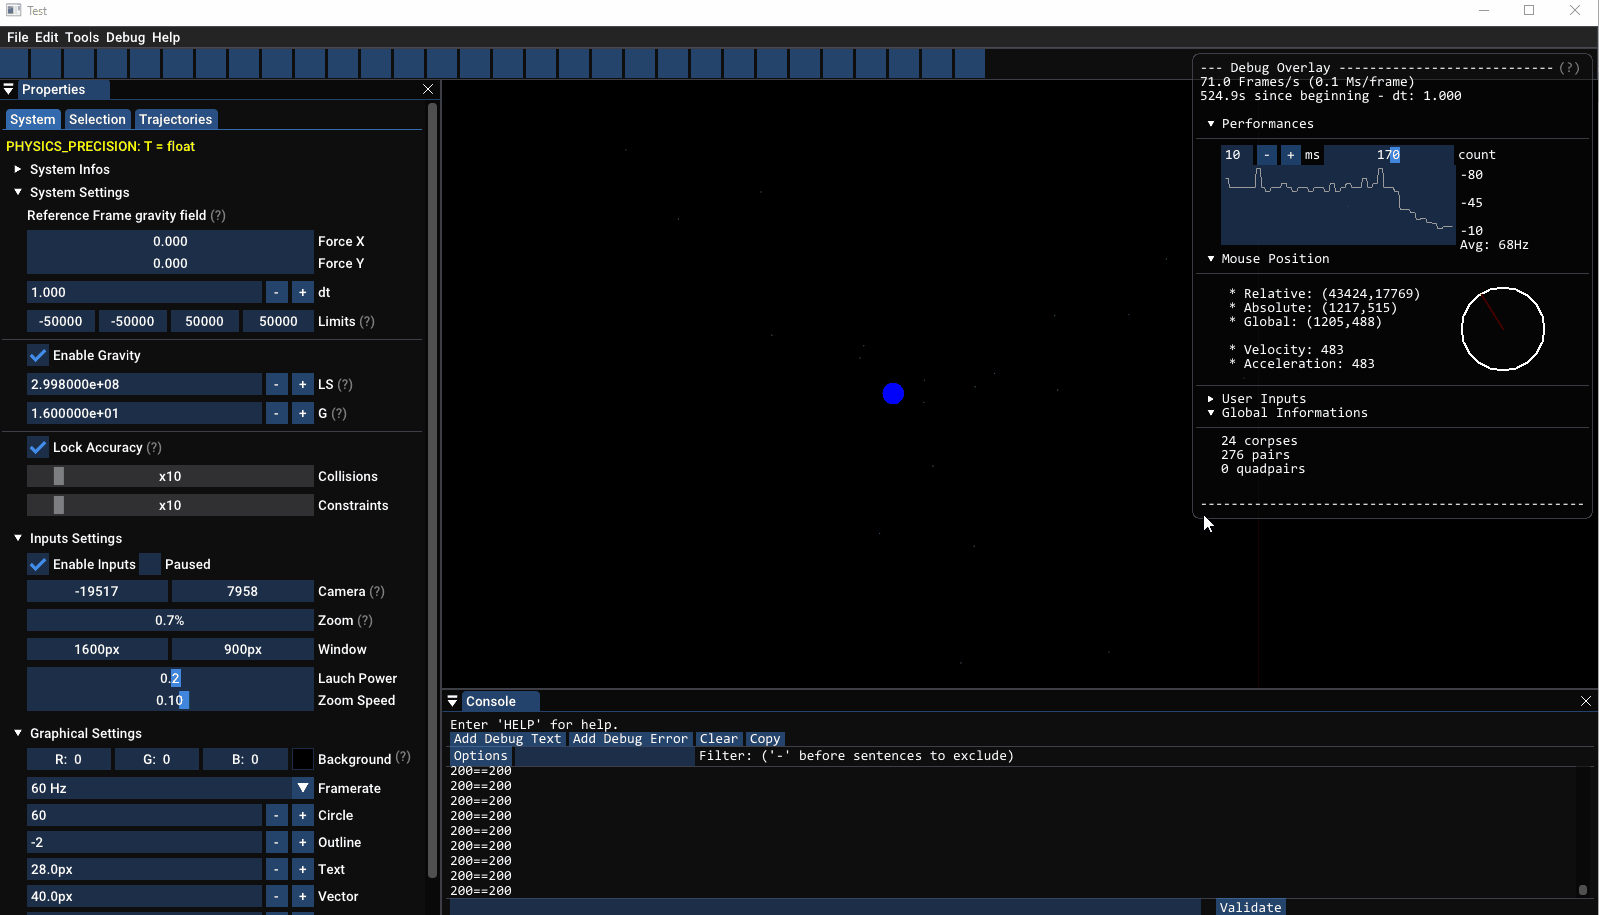 Test
File Edit Tools Debug Help
Properties
System Selection Trajectories
PHYSICS_PRECISION: T = float
System Infos
System Settings
Reference Frame gravity field (?)
0.000 Force X
0.000 Force Y
1.000 - + dt
-50000 -50000 50000 50000 Limits (?)
Enable Gravity
2.998000e+08 - + LS (?)
1.600000e+01 - + G (?)
Lock Accuracy (?)
x10 Collisions
x10 Constraints
Inputs Settings
Enable Inputs Paused
-19517 7958 Camera (?)
0.7% Zoom (?)
1600px 900px Window
0.2 Lauch Power
0.10 Zoom Speed
Graphical Settings
R: 0 G: 0 B: 0 Background (?)
60 Hz Framerate
60 - + Circle
-2 - + Outline
28.0px - + Text
40.0px - + Vector
--- Debug Overlay ---------------------------- (?)
71.0 Frames/s (0.1 Ms/frame)
524.9s since beginning - dt: 1.000
Performances
10 - + ms 170 count
-80
-45
-10
Avg: 68Hz
Mouse Position
* Relative: (43424,17769)
* Absolute: (1217,515)
* Global: (1205,488)
* Velocity: 483
* Acceleration: 483
User Inputs
Global Informations
24 corpses
276 pairs
0 quadpairs
Console
Enter 'HELP' for help.
Add Debug Text Add Debug Error Clear Copy
Options Filter: ('-' before sentences to exclude)
200==200
200==200
200==200
200==200
200==200
200==200
200==200
200==200
200==200
Validate